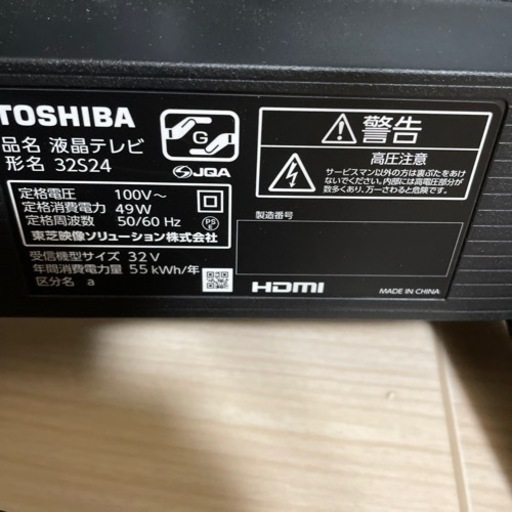 TOSHIBA
品名 液晶テレビ
形名 32S24
G
JQA
定格電圧 100V～
定格消費電力 49W
定格周波数 50/60 Hz
PS
E
東芝映像ソリューション株式会社
受信機型サイズ 32V
年間消費電力量 55kWh/年
区分名 a
警告
高圧注意
サービスマン以外の方は裏ぶたをあけ
ないでください。内部には高電圧部分が
数多くあり、万一さわると危険です。
製造番号
HDMI
MADE IN CHINA